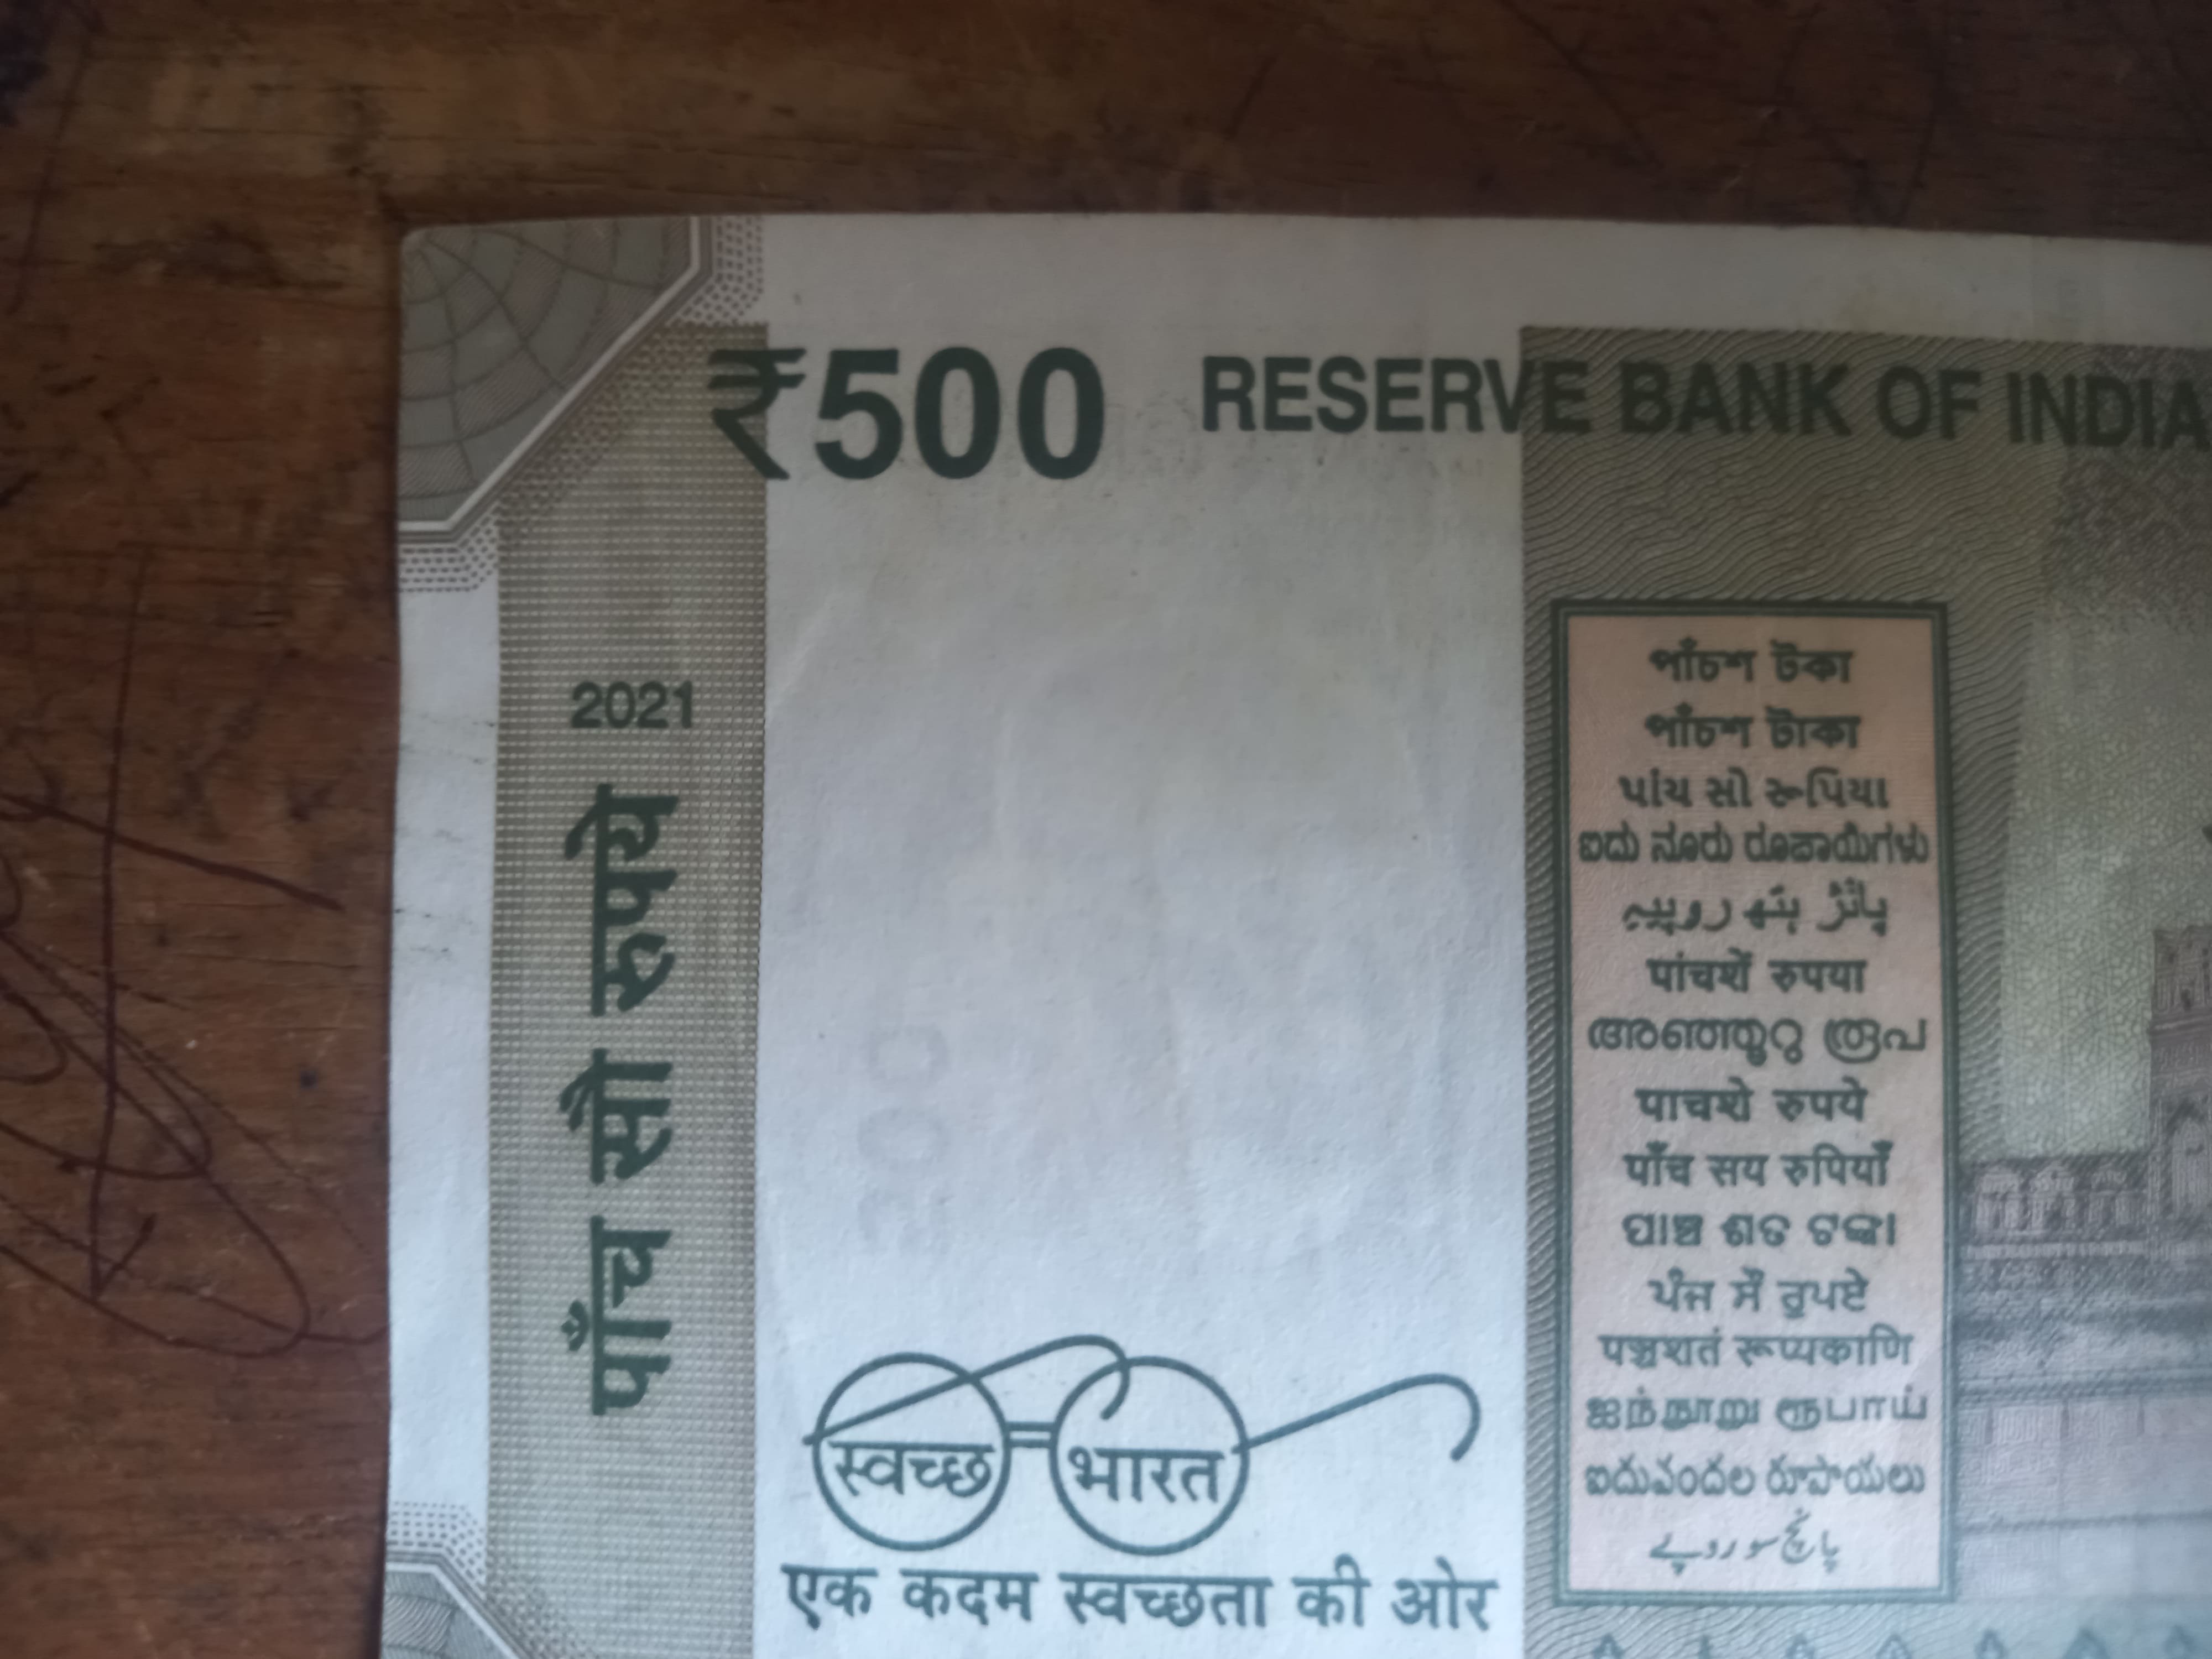 ₹500 RESERVE BANK OF INDIA
2021
पाँच सौ रुपये
পাঁচশ টকা
পাঁচশ টাকা
પાંચ સો રૂપિયા
ಐದು ನೂರು ರೂಪಾಯಿಗಳು
پانژھ ہتھ روپیہ
पांचशें रुपया
അഞ്ഞൂറു രൂപ
पाचशे रुपये
पाँच सय रुपियाँ
ପାଞ୍ଚ ଶତ ଟଙ୍କା
ਪੰਜ ਸੌ ਰੁਪਏ
पञ्चशतं रूप्यकाणि
ஐந்நூறு ரூபாய்
ఐదువందల రూపాయలు
پانچ سو روپے
स्वच्छ भारत
एक कदम स्वच्छता की ओर